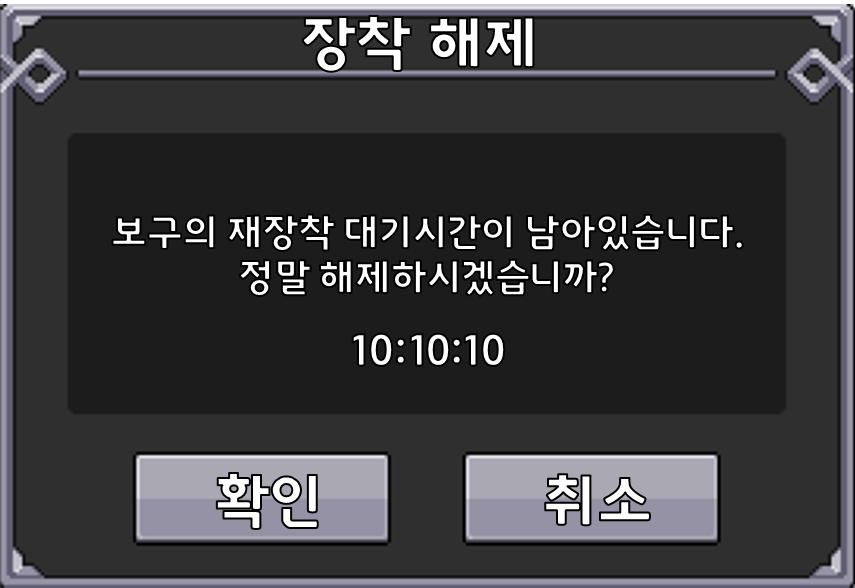 장착 해제
보구의 재장착 대기시간이 남아있습니다.
정말 해제하시겠습니까?
10:10:10
확인
취소